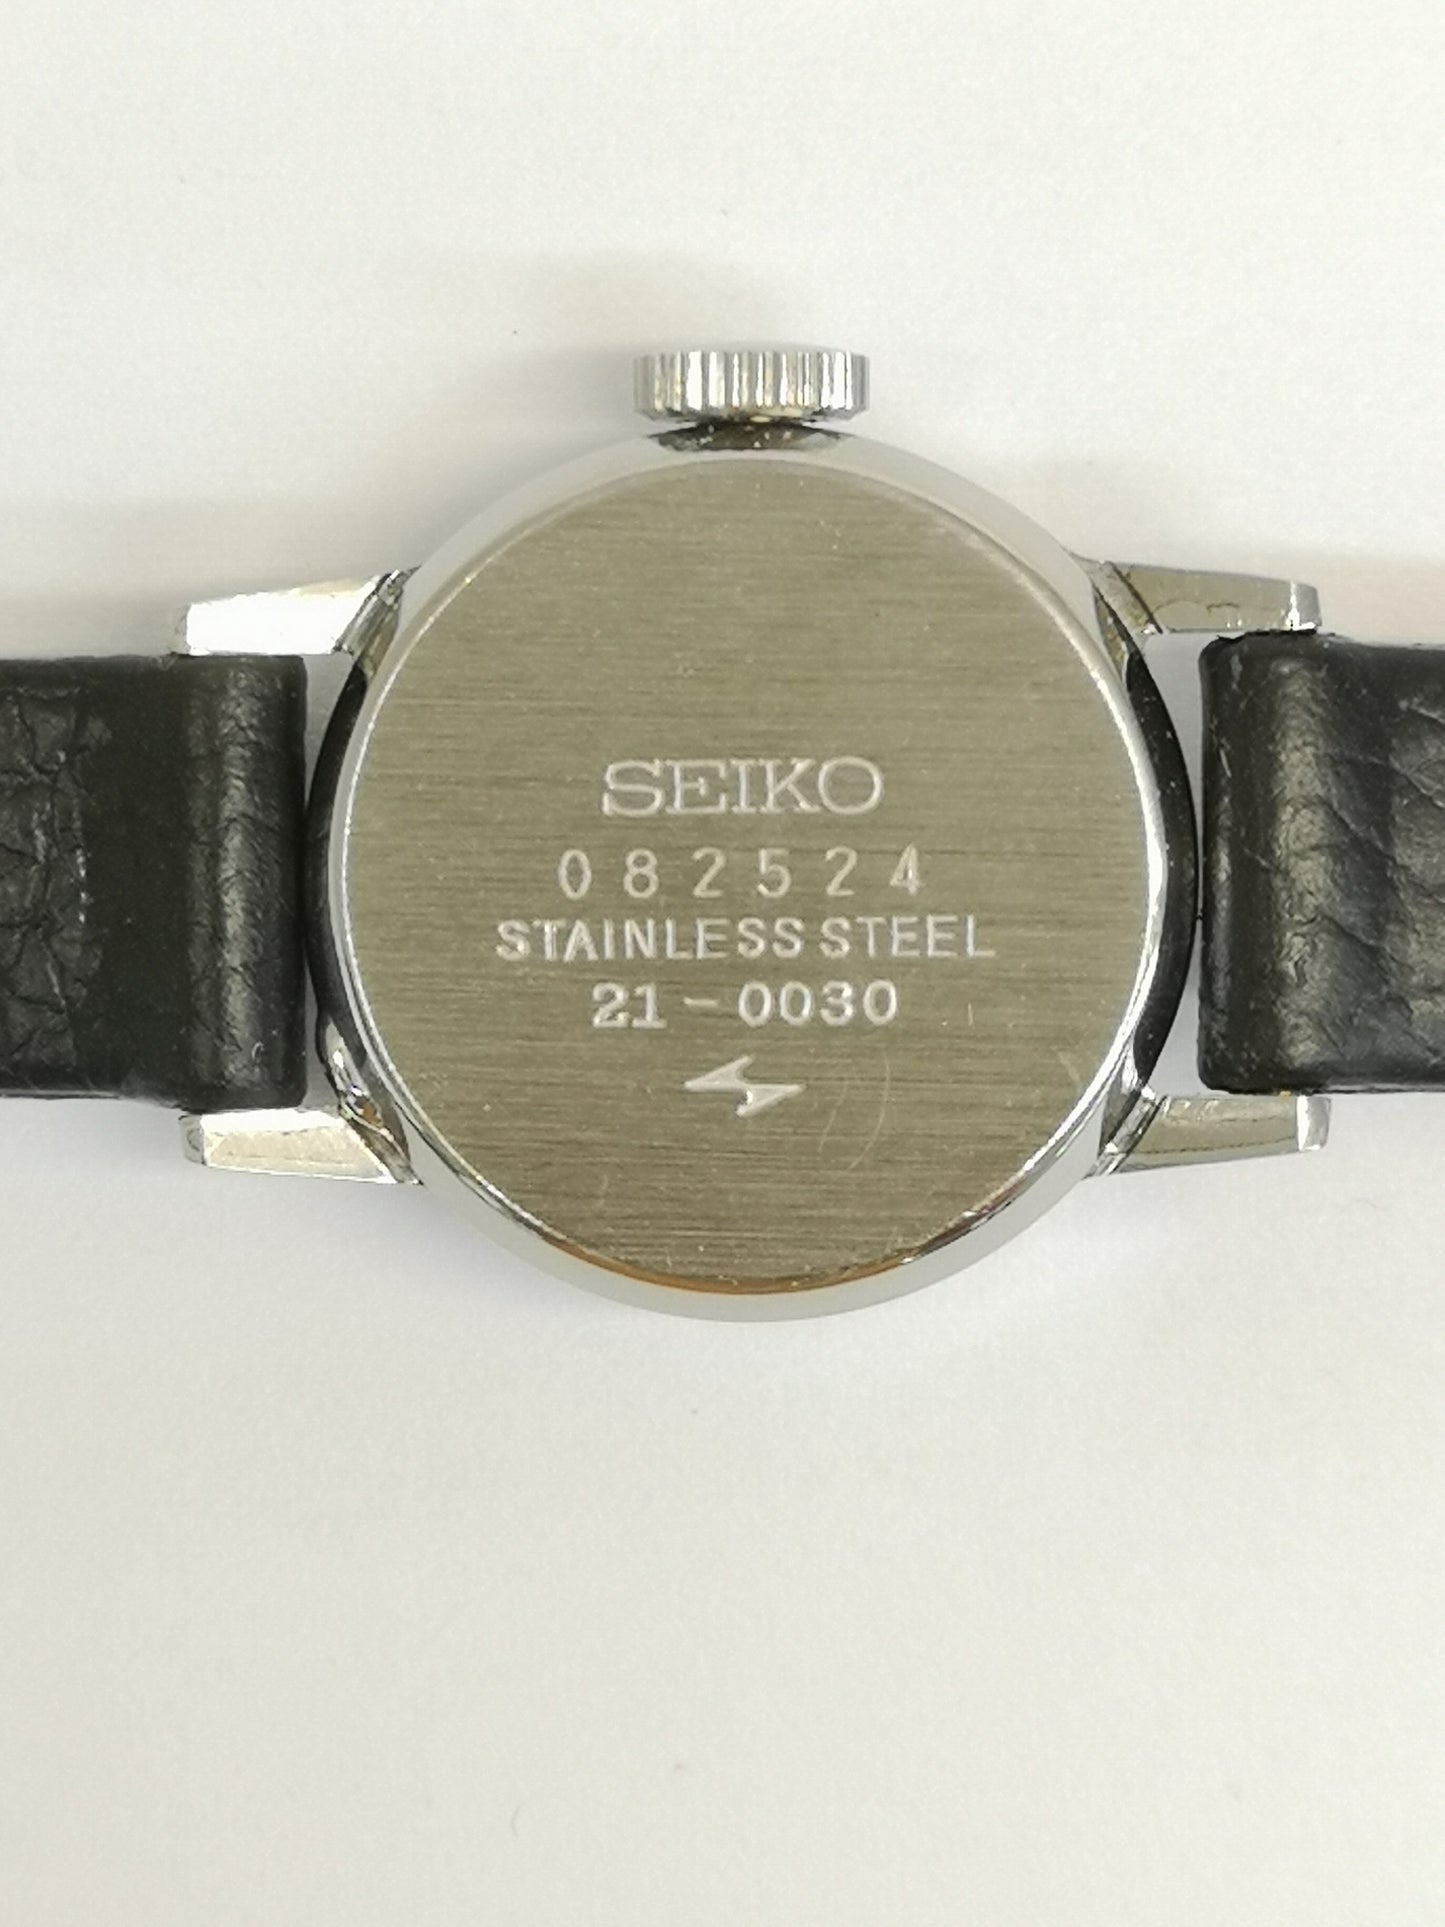 SEIKO
082524
STAINLESS STEEL
21-0030